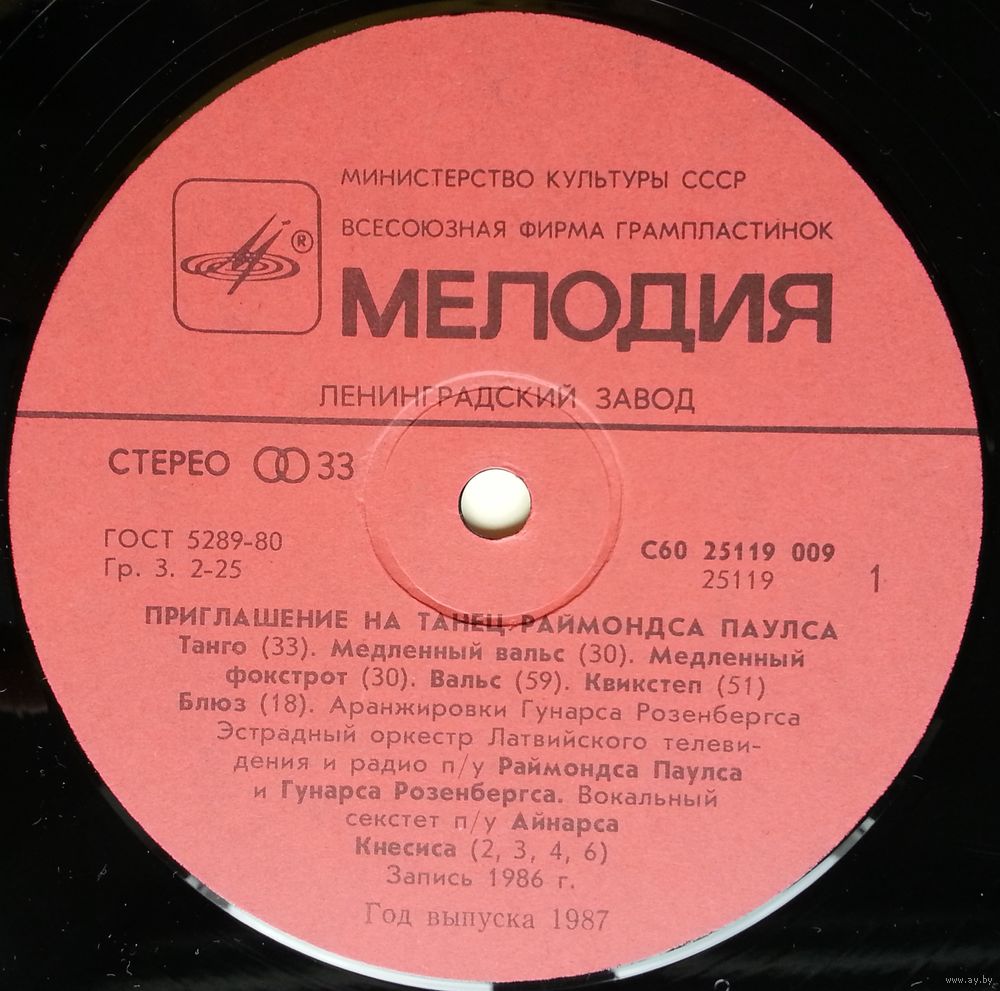 МИНИСТЕРСТВО КУЛЬТУРЫ СССР
ВСЕСОЮЗНАЯ ФИРМА ГРАМПЛАСТИНОК
®
МЕЛОДИЯ
ЛЕНИНГРАДСКИЙ ЗАВОД
СТЕРЕО 33
ГОСТ 5289-80
Гр. 3. 2-25
С60 25119 009
25119 1
ПРИГЛАШЕНИЕ НА ТАНЕЦ РАЙМОНДСА ПАУЛСА
Танго (33). Медленный вальс (30). Медленный
фокстрот (30). Вальс (59). Квикстеп (51)
Блюз (18). Аранжировки Гунарса Розенбергса
Эстрадный оркестр Латвийского телеви-
дения и радио п/у Раймондса Паулса
и Гунарса Розенбергса. Вокальный
секстет п/у Айнарса
Кнесиса (2, 3, 4, 6)
Запись 1986 г.
Год выпуска 1987
www.ay.by